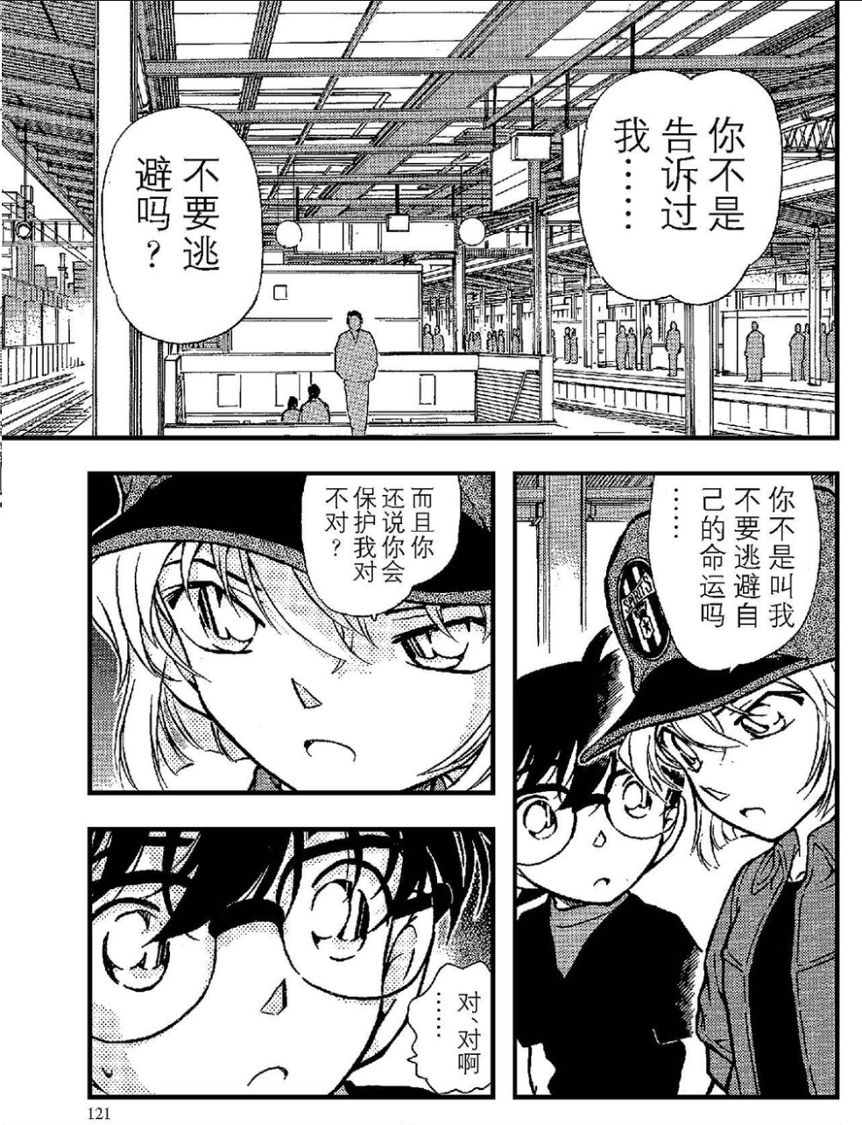 你不是
告诉过
我……
不要逃
避吗？
你不是叫我
不要逃避自
己的命运吗
……
SPIRITS
而且你
还说你会
保护我对
不对？
对、对啊
……
121